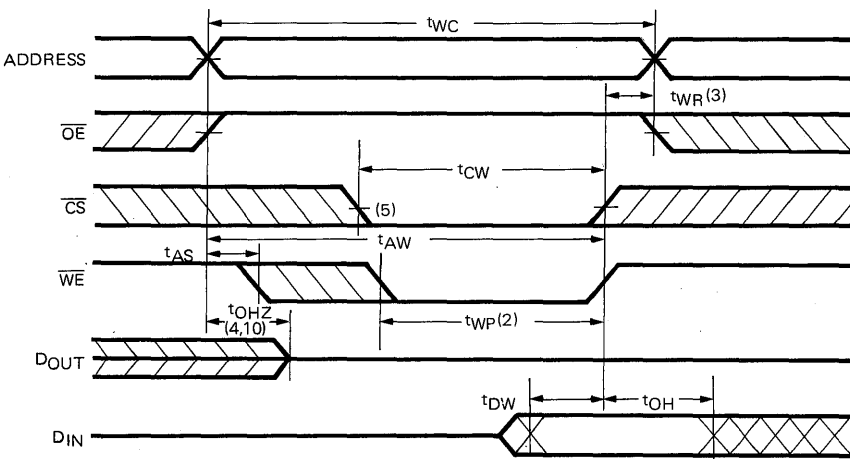 tWC
ADDRESS
tWR(3)
OE
tCW
CS
(5)
tAW
tAS
WE
tOHZ
(4,10)
tWP(2)
DOUT
tDW
tOH
DIN